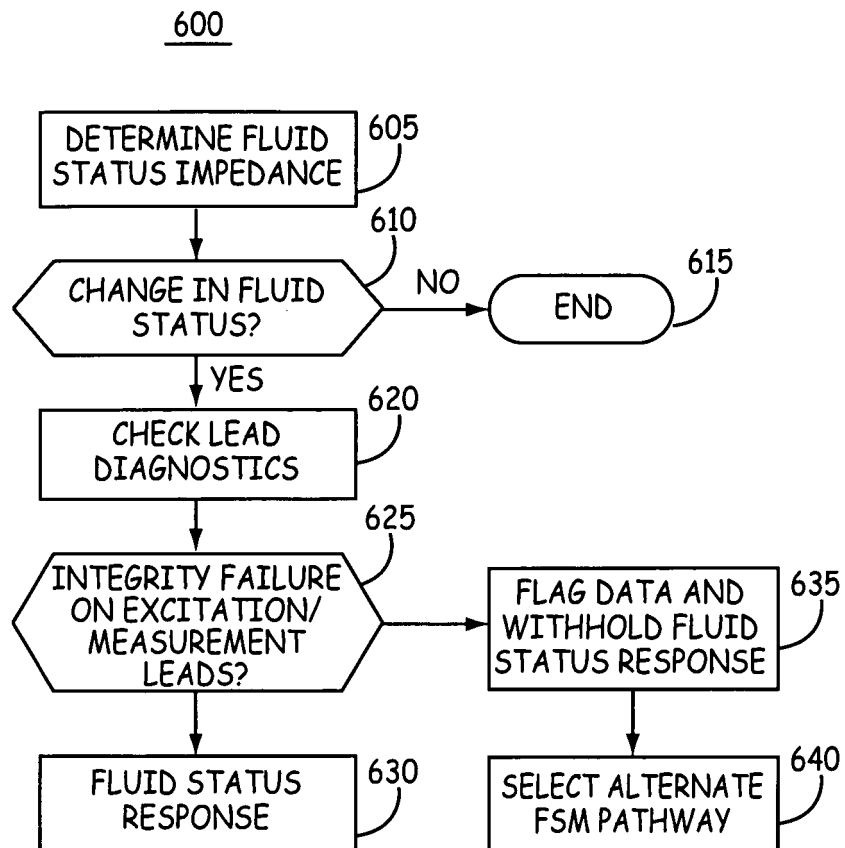 600
DETERMINE FLUID
STATUS IMPEDANCE
605
610
CHANGE IN FLUID
STATUS?
NO
END
615
YES
CHECK LEAD
DIAGNOSTICS
620
625
INTEGRITY FAILURE
ON EXCITATION/
MEASUREMENT
LEADS?
FLAG DATA AND
WITHHOLD FLUID
STATUS RESPONSE
635
FLUID STATUS
RESPONSE
630
SELECT ALTERNATE
FSM PATHWAY
640